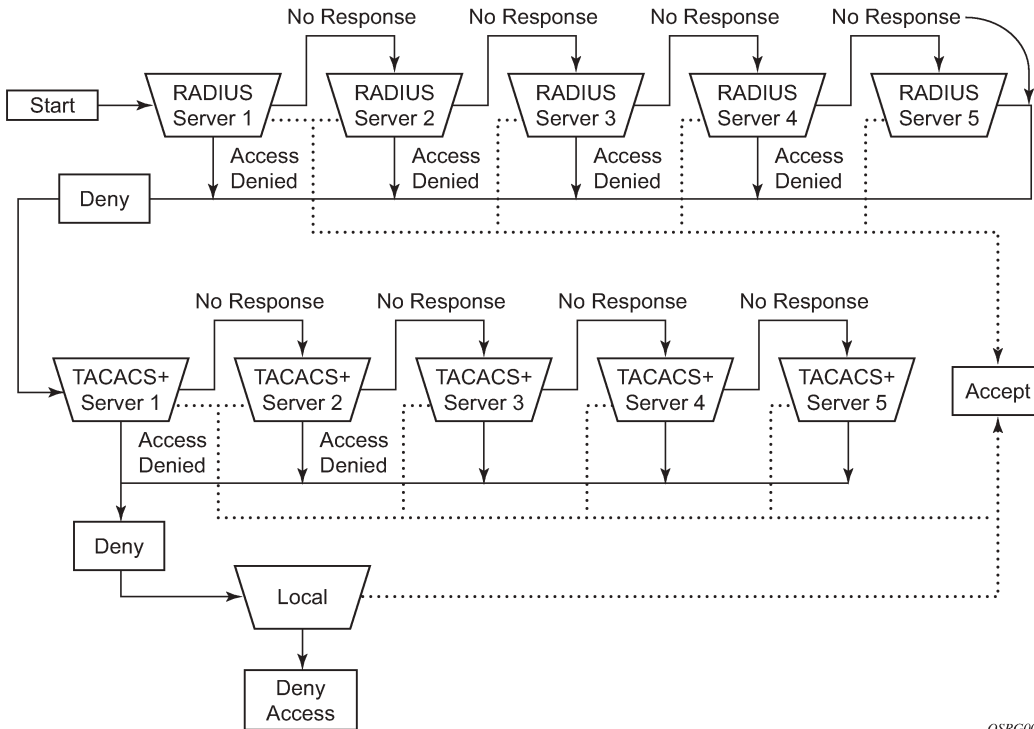 No Response
No Response
No Response
No Response
No Response
Start
RADIUS
Server 1
RADIUS
Server 2
RADIUS
Server 3
RADIUS
Server 4
RADIUS
Server 5
Access
Denied
Access
Denied
Access
Denied
Access
Denied
Deny
No Response
No Response
No Response
No Response
TACACS+
Server 1
TACACS+
Server 2
TACACS+
Server 3
TACACS+
Server 4
TACACS+
Server 5
Accept
Access
Denied
Access
Denied
Deny
Local
Deny
Access